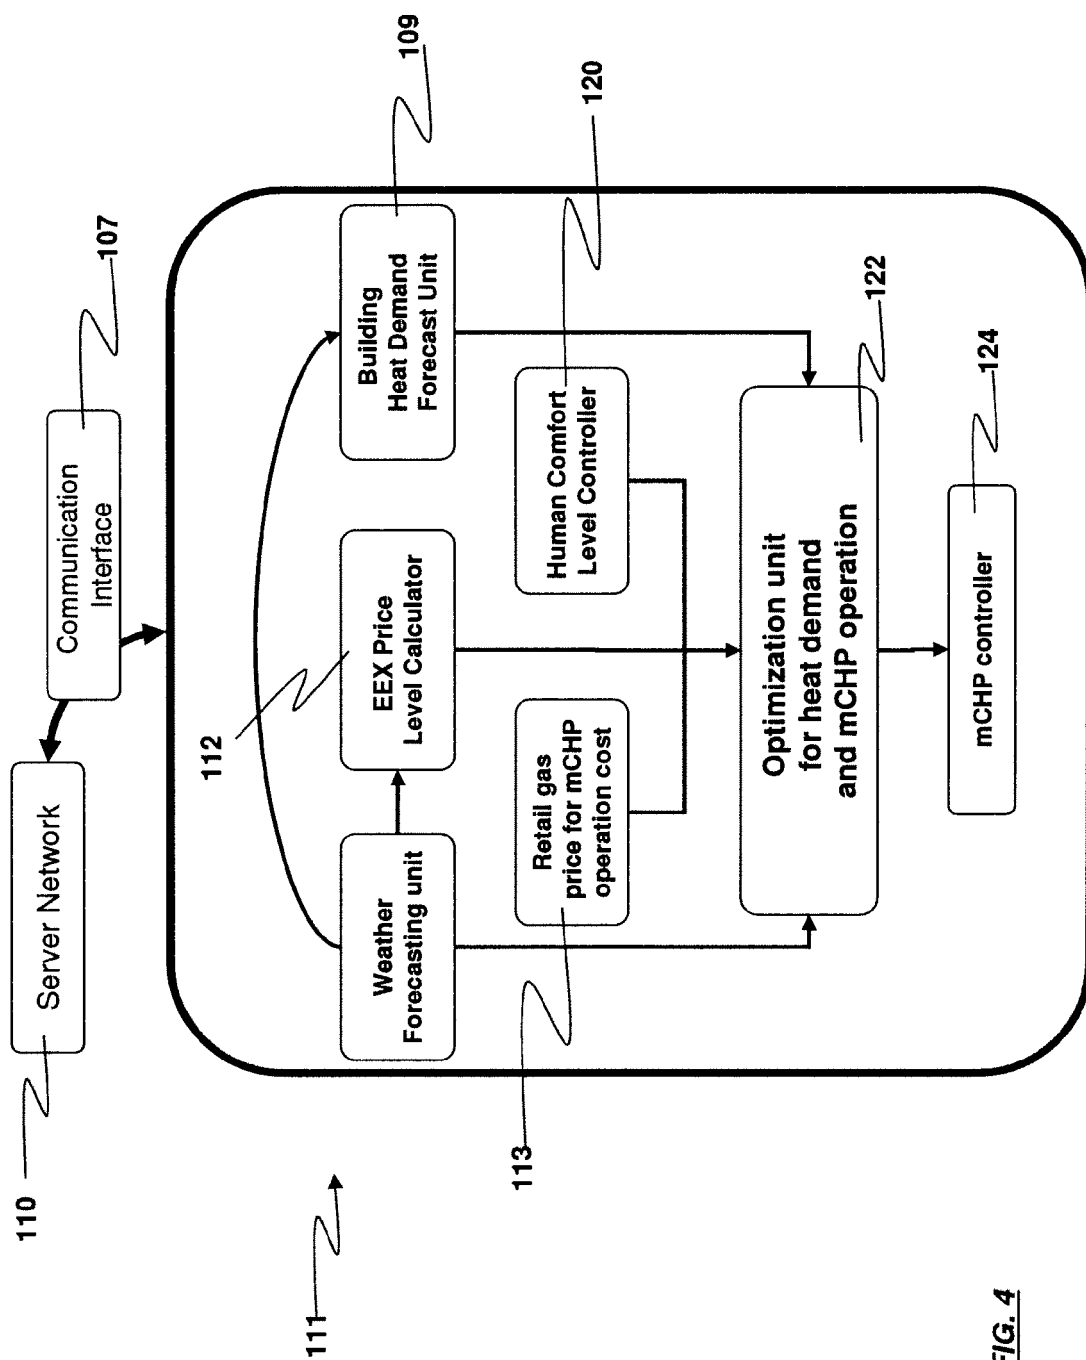 110
Server Network
Communication
Interface
107
111
Weather
Forecasting unit
112
EEX Price
Level Calculator
Building
Heat Demand
Forecast Unit
109
113
Retail gas
price for mCHP
operation cost
Human Comfort
Level Controller
120
Optimization unit
for heat demand
and mCHP operation
122
mCHP controller
124
FIG. 4